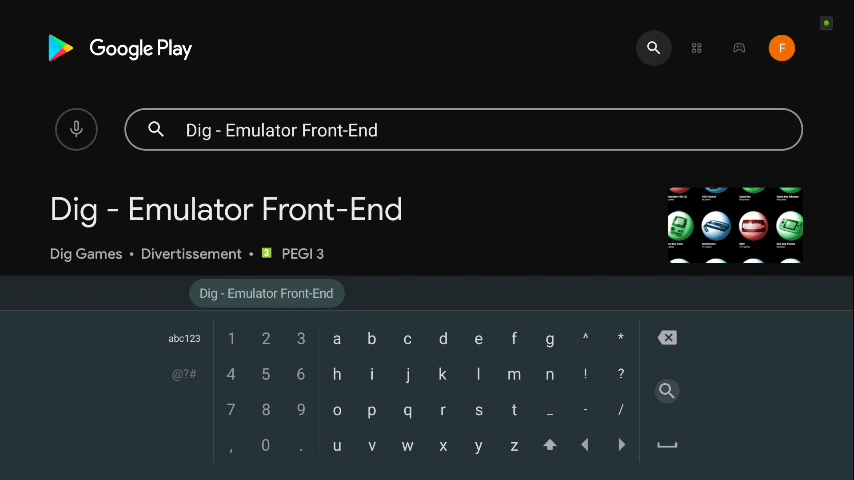 Google Play
F
Dig - Emulator Front-End
Dig - Emulator Front-End
Dig Games • Divertissement • 3 PEGI 3
Dig - Emulator Front-End
abc123 1 2 3 a b c d e f g ^ *
@?# 4 5 6 h i j k l m n ! ?
7 8 9 o p q r s t _ - /
, 0 . u v w x y z